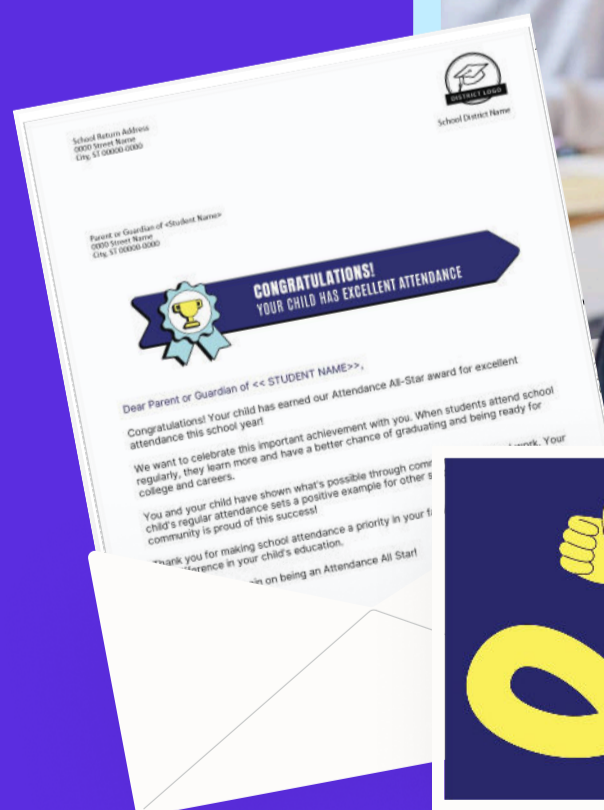 DISTRICT LOGO
School District Name
School Return Address
0000 Street Name
City, ST 00000-0000
Parent or Guardian of <Student Name>
0000 Street Name
City, ST 00000-0000
CONGRATULATIONS!
YOUR CHILD HAS EXCELLENT ATTENDANCE
Dear Parent or Guardian of << STUDENT NAME>>,
Congratulations! Your child has earned our Attendance All-Star award for excellent
attendance this school year!
We want to celebrate this important achievement with you. When students attend school
regularly, they learn more and have a better chance of graduating and being ready for
college and careers.
You and your child have shown what's possible through work. Your
child's regular attendance sets a positive example for other
community is proud of this success!
Thank you for making school attendance a priority in your
in your child's education.
on being an Attendance All Star!